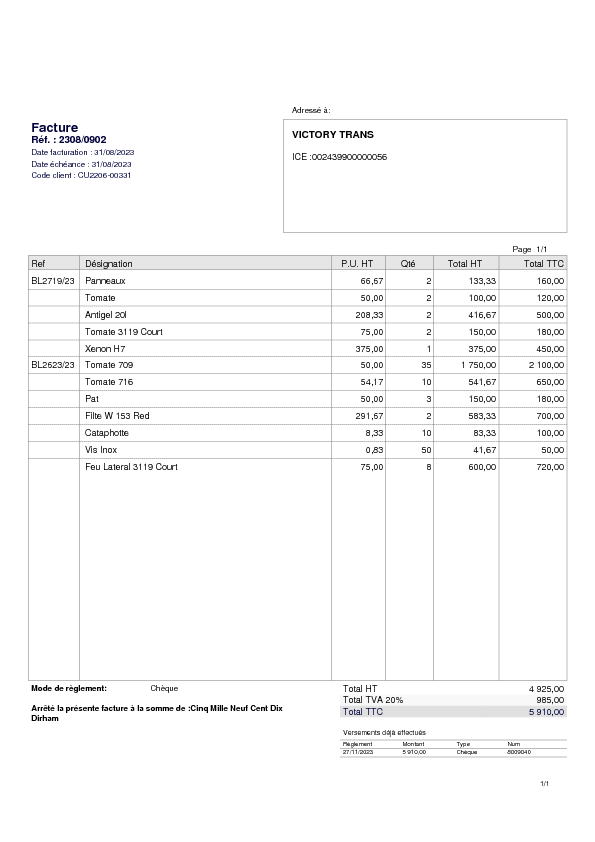 Adressé à:
Facture
Réf. : 2308/0902
Date facturation : 31/08/2023
Date échéance : 31/08/2023
Code client : CU2206-00331
VICTORY TRANS
ICE :002439900000056
Page 1/1
Ref Désignation P.U. HT Qté Total HT Total TTC
BL2719/23 Panneaux 66,67 2 133,33 160,00
Tomate 50,00 2 100,00 120,00
Antigel 20l 208,33 2 416,67 500,00
Tomate 3119 Court 75,00 2 150,00 180,00
Xenon H7 375,00 1 375,00 450,00
BL2623/23 Tomate 709 50,00 35 1 750,00 2 100,00
Tomate 716 54,17 10 541,67 650,00
Pat 50,00 3 150,00 180,00
Filte W 153 Red 291,67 2 583,33 700,00
Cataphotte 8,33 10 83,33 100,00
Vis Inox 0,83 50 41,67 50,00
Feu Lateral 3119 Court 75,00 8 600,00 720,00
Mode de règlement: Chèque
Arrêté la présente facture à la somme de :Cinq Mille Neuf Cent Dix
Dirham
Total HT 4 925,00
Total TVA 20% 985,00
Total TTC 5 910,00
Versements déjà effectués
Règlement Montant Type Num
27/11/2023 5 910,00 Chèque
1/1